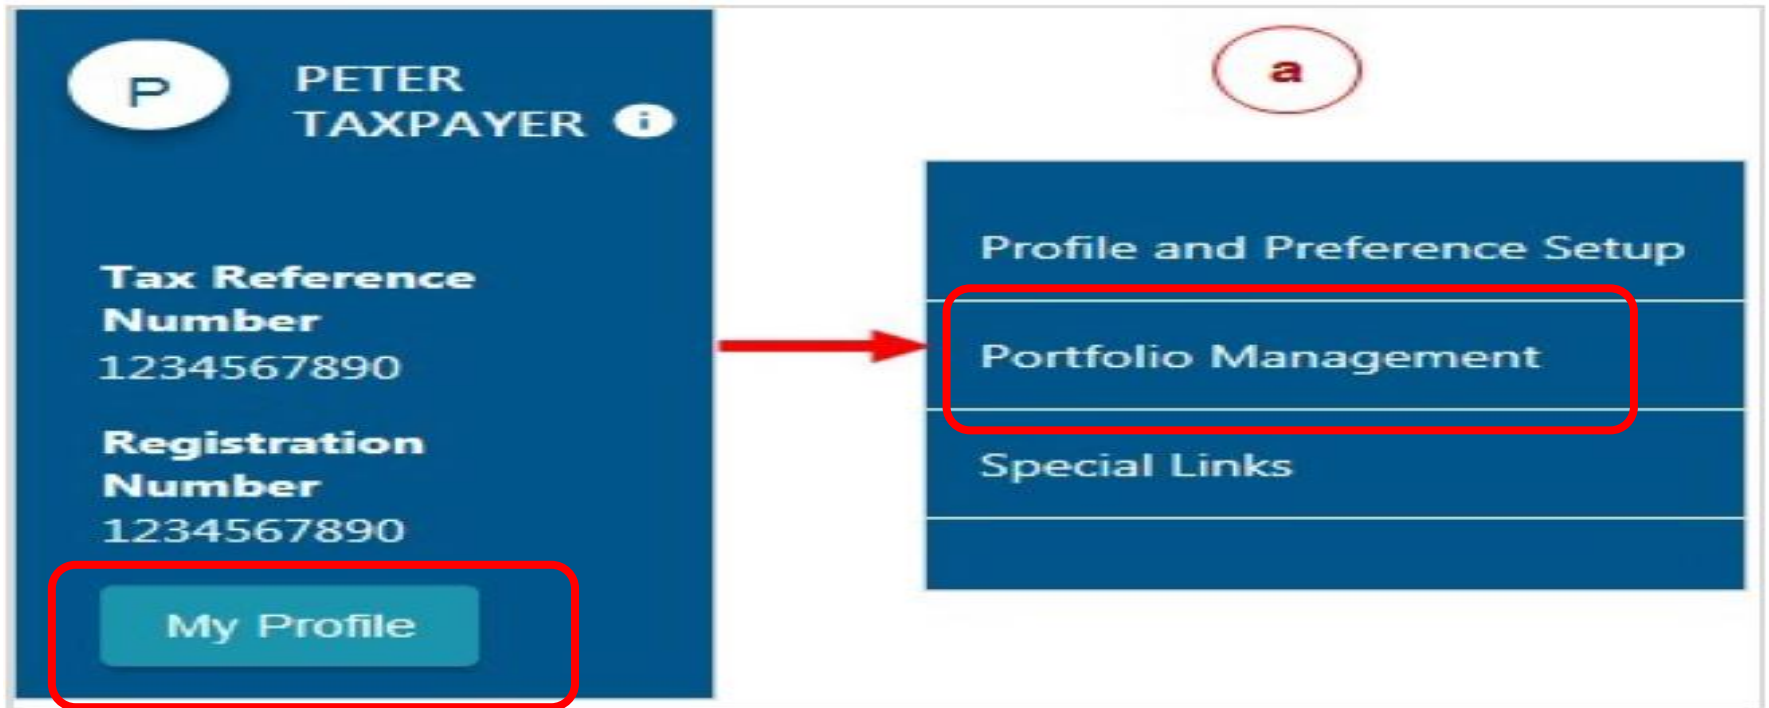 P
PETER
TAXPAYER i
Tax Reference
Number
1234567890
Registration
Number
1234567890
My Profile
a
Profile and Preference Setup
Portfolio Management
Special Links